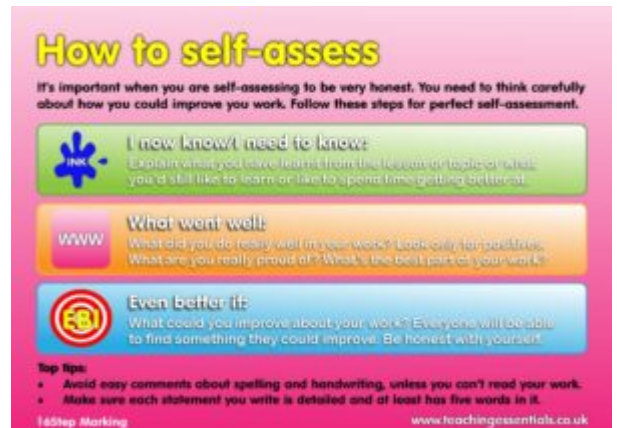 How to self-assess
It's important when you are self-assessing to be very honest. You need to think carefully
about how you could improve you work. Follow these steps for perfect self-assessment.
INK
I now know/I need to know:
Explain what you have learnt from the lesson or topic or what
you'd still like to learn or like to spend time getting better at.
WWW
What went well:
What did you do really well in your work? Look only for positives.
What are you really proud of? What's the best part of your work?
EBI
Even better if:
What could you improve about your work? Everyone will be able
to find something they could improve. Be honest with yourself.
Top tips:
• Avoid easy comments about spelling and handwriting, unless you can't read your work.
• Make sure each statement you write is detailed and at least has five words in it.
16Step Marking
www.teachingessentials.co.uk